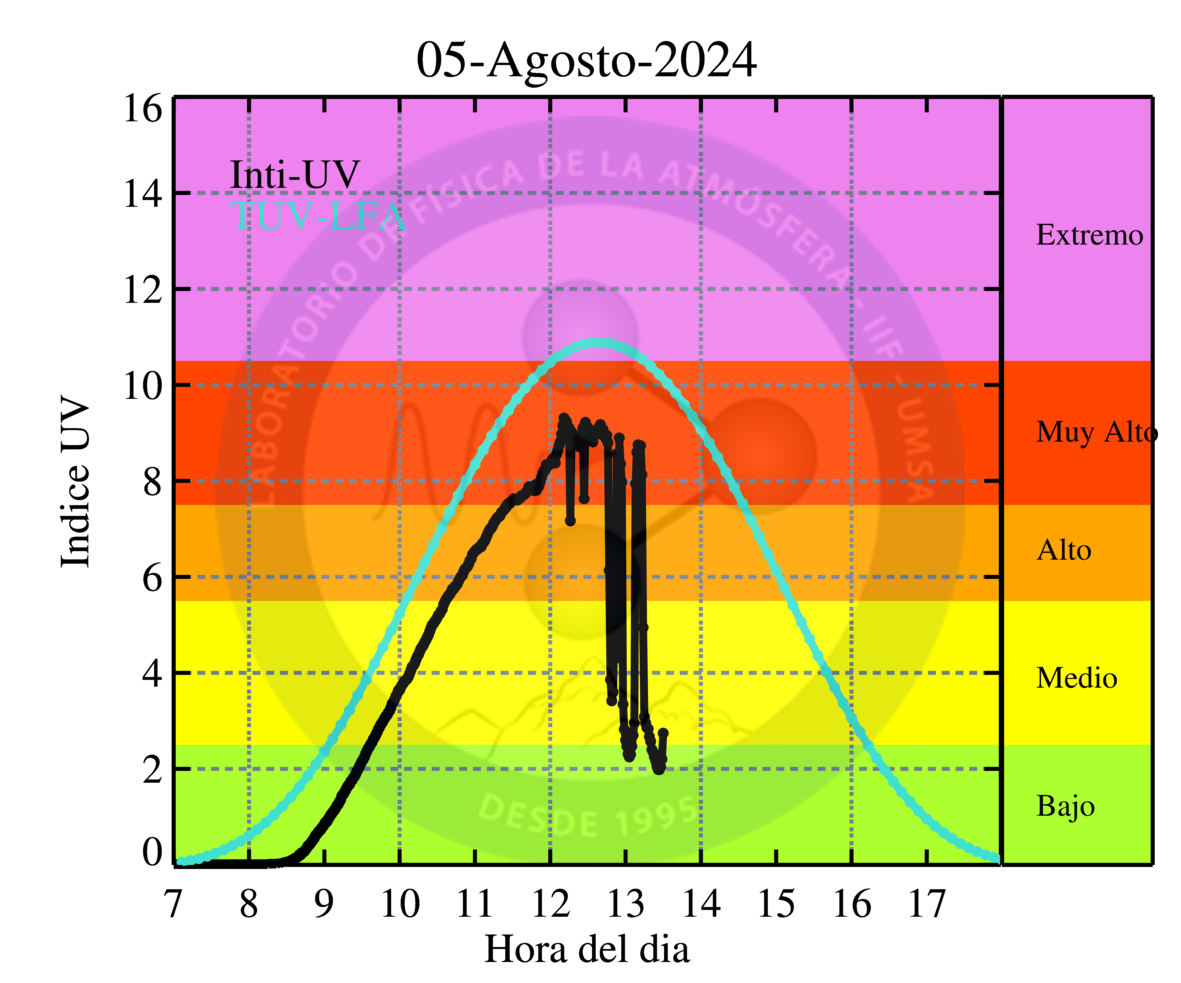 05-Agosto-2024
16
14
12
10
8
6
4
2
0
Indice UV
Inti-UV
TUV-LFA
LABORATORIO DE FÍSICA DE LA ATMÓSFERA - IIF - UMSA
DESDE 1995
Extremo
Muy Alto
Alto
Medio
Bajo
7 8 9 10 11 12 13 14 15 16 17
Hora del dia